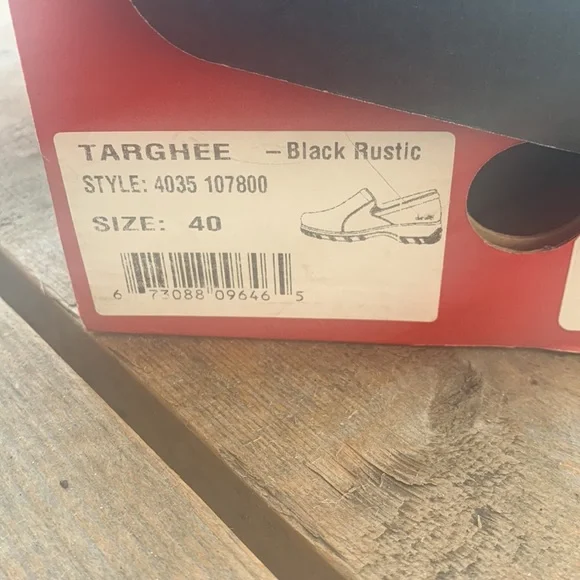 TARGHEE – Black Rustic
STYLE: 4035 107800
SIZE: 40
6 73088 09646 5